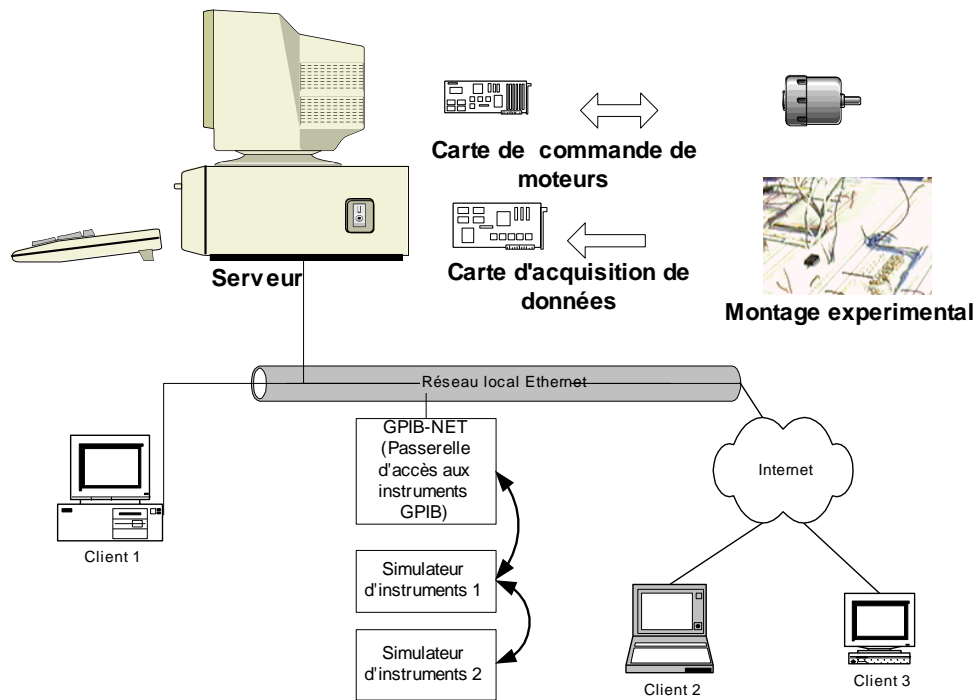 Carte de commande de
moteurs
Serveur
Carte d'acquisition de
données
Montage experimental
Réseau local Ethernet
GPIB-NET
(Passerelle
d'accès aux
instruments
GPIB)
Internet
Client 1
Simulateur
d'instruments 1
Simulateur
d'instruments 2
Client 2
Client 3